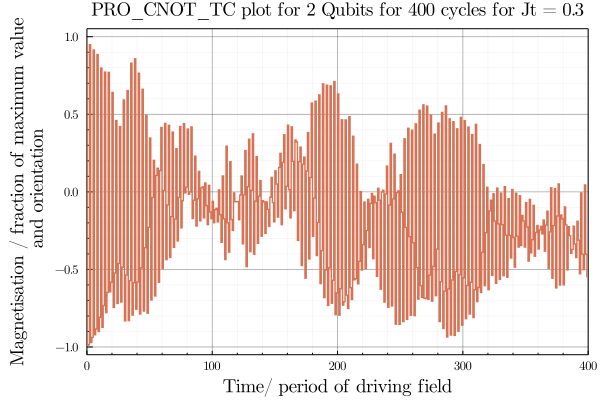 PRO_CNOT_TC plot for 2 Qubits for 400 cycles for Jt = 0.3
Magnetisation / fraction of maximum value
and orientation
1.0
0.5
0.0
−0.5
−1.0
0 100 200 300 400
Time/ period of driving field